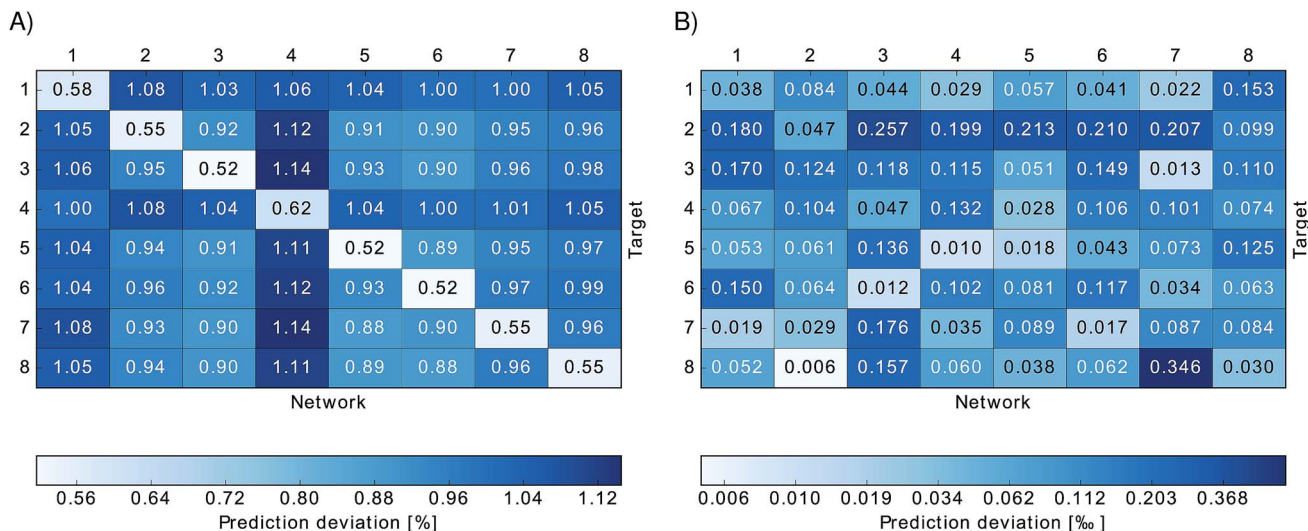 A)
1 2 3 4 5 6 7 8
1 0.58 1.08 1.03 1.06 1.04 1.00 1.00 1.05
2 1.05 0.55 0.92 1.12 0.91 0.90 0.95 0.96
3 1.06 0.95 0.52 1.14 0.93 0.90 0.96 0.98
4 1.00 1.08 1.04 0.62 1.04 1.00 1.01 1.05
5 1.04 0.94 0.91 1.11 0.52 0.89 0.95 0.97
6 1.04 0.96 0.92 1.12 0.93 0.52 0.97 0.99
7 1.08 0.93 0.90 1.14 0.88 0.90 0.55 0.96
8 1.05 0.94 0.90 1.11 0.89 0.88 0.96 0.55
Target
Network
0.56 0.64 0.72 0.80 0.88 0.96 1.04 1.12
Prediction deviation [%]
B)
1 2 3 4 5 6 7 8
1 0.038 0.084 0.044 0.029 0.057 0.041 0.022 0.153
2 0.180 0.047 0.257 0.199 0.213 0.210 0.207 0.099
3 0.170 0.124 0.118 0.115 0.051 0.149 0.013 0.110
4 0.067 0.104 0.047 0.132 0.028 0.106 0.101 0.074
5 0.053 0.061 0.136 0.010 0.018 0.043 0.073 0.125
6 0.150 0.064 0.012 0.102 0.081 0.117 0.034 0.063
7 0.019 0.029 0.176 0.035 0.089 0.017 0.087 0.084
8 0.052 0.006 0.157 0.060 0.038 0.062 0.346 0.030
Target
Network
0.006 0.010 0.019 0.034 0.062 0.112 0.203 0.368
Prediction deviation [‰]